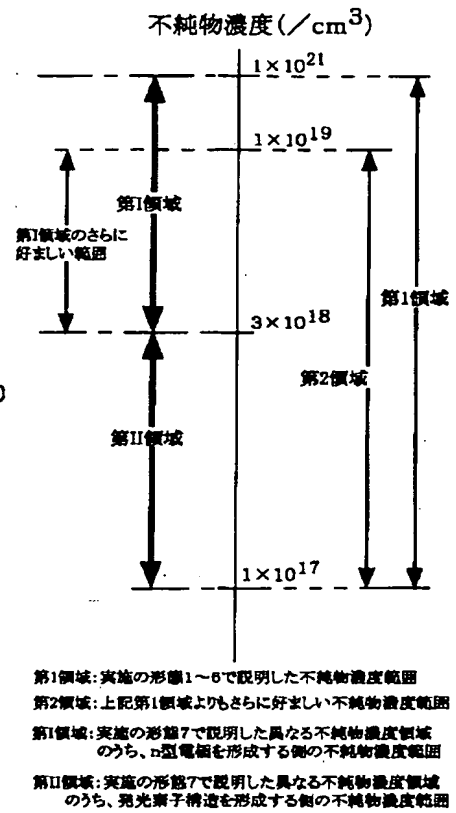 不純物濃度(／cm³)
1×10²¹
1×10¹⁹
第I領域
第I領域のさらに
好ましい範囲
第1領域
3×10¹⁸
第2領域
第II領域
1×10¹⁷
第1領域：実施の形態1～6で説明した不純物濃度範囲
第2領域：上記第1領域よりもさらに好ましい不純物濃度範囲
第I領域：実施の形態7で説明した異なる不純物濃度領域
のうち、n型電極を形成する側の不純物濃度範囲
第II領域：実施の形態7で説明した異なる不純物濃度領域
のうち、発光素子構造を形成する側の不純物濃度範囲